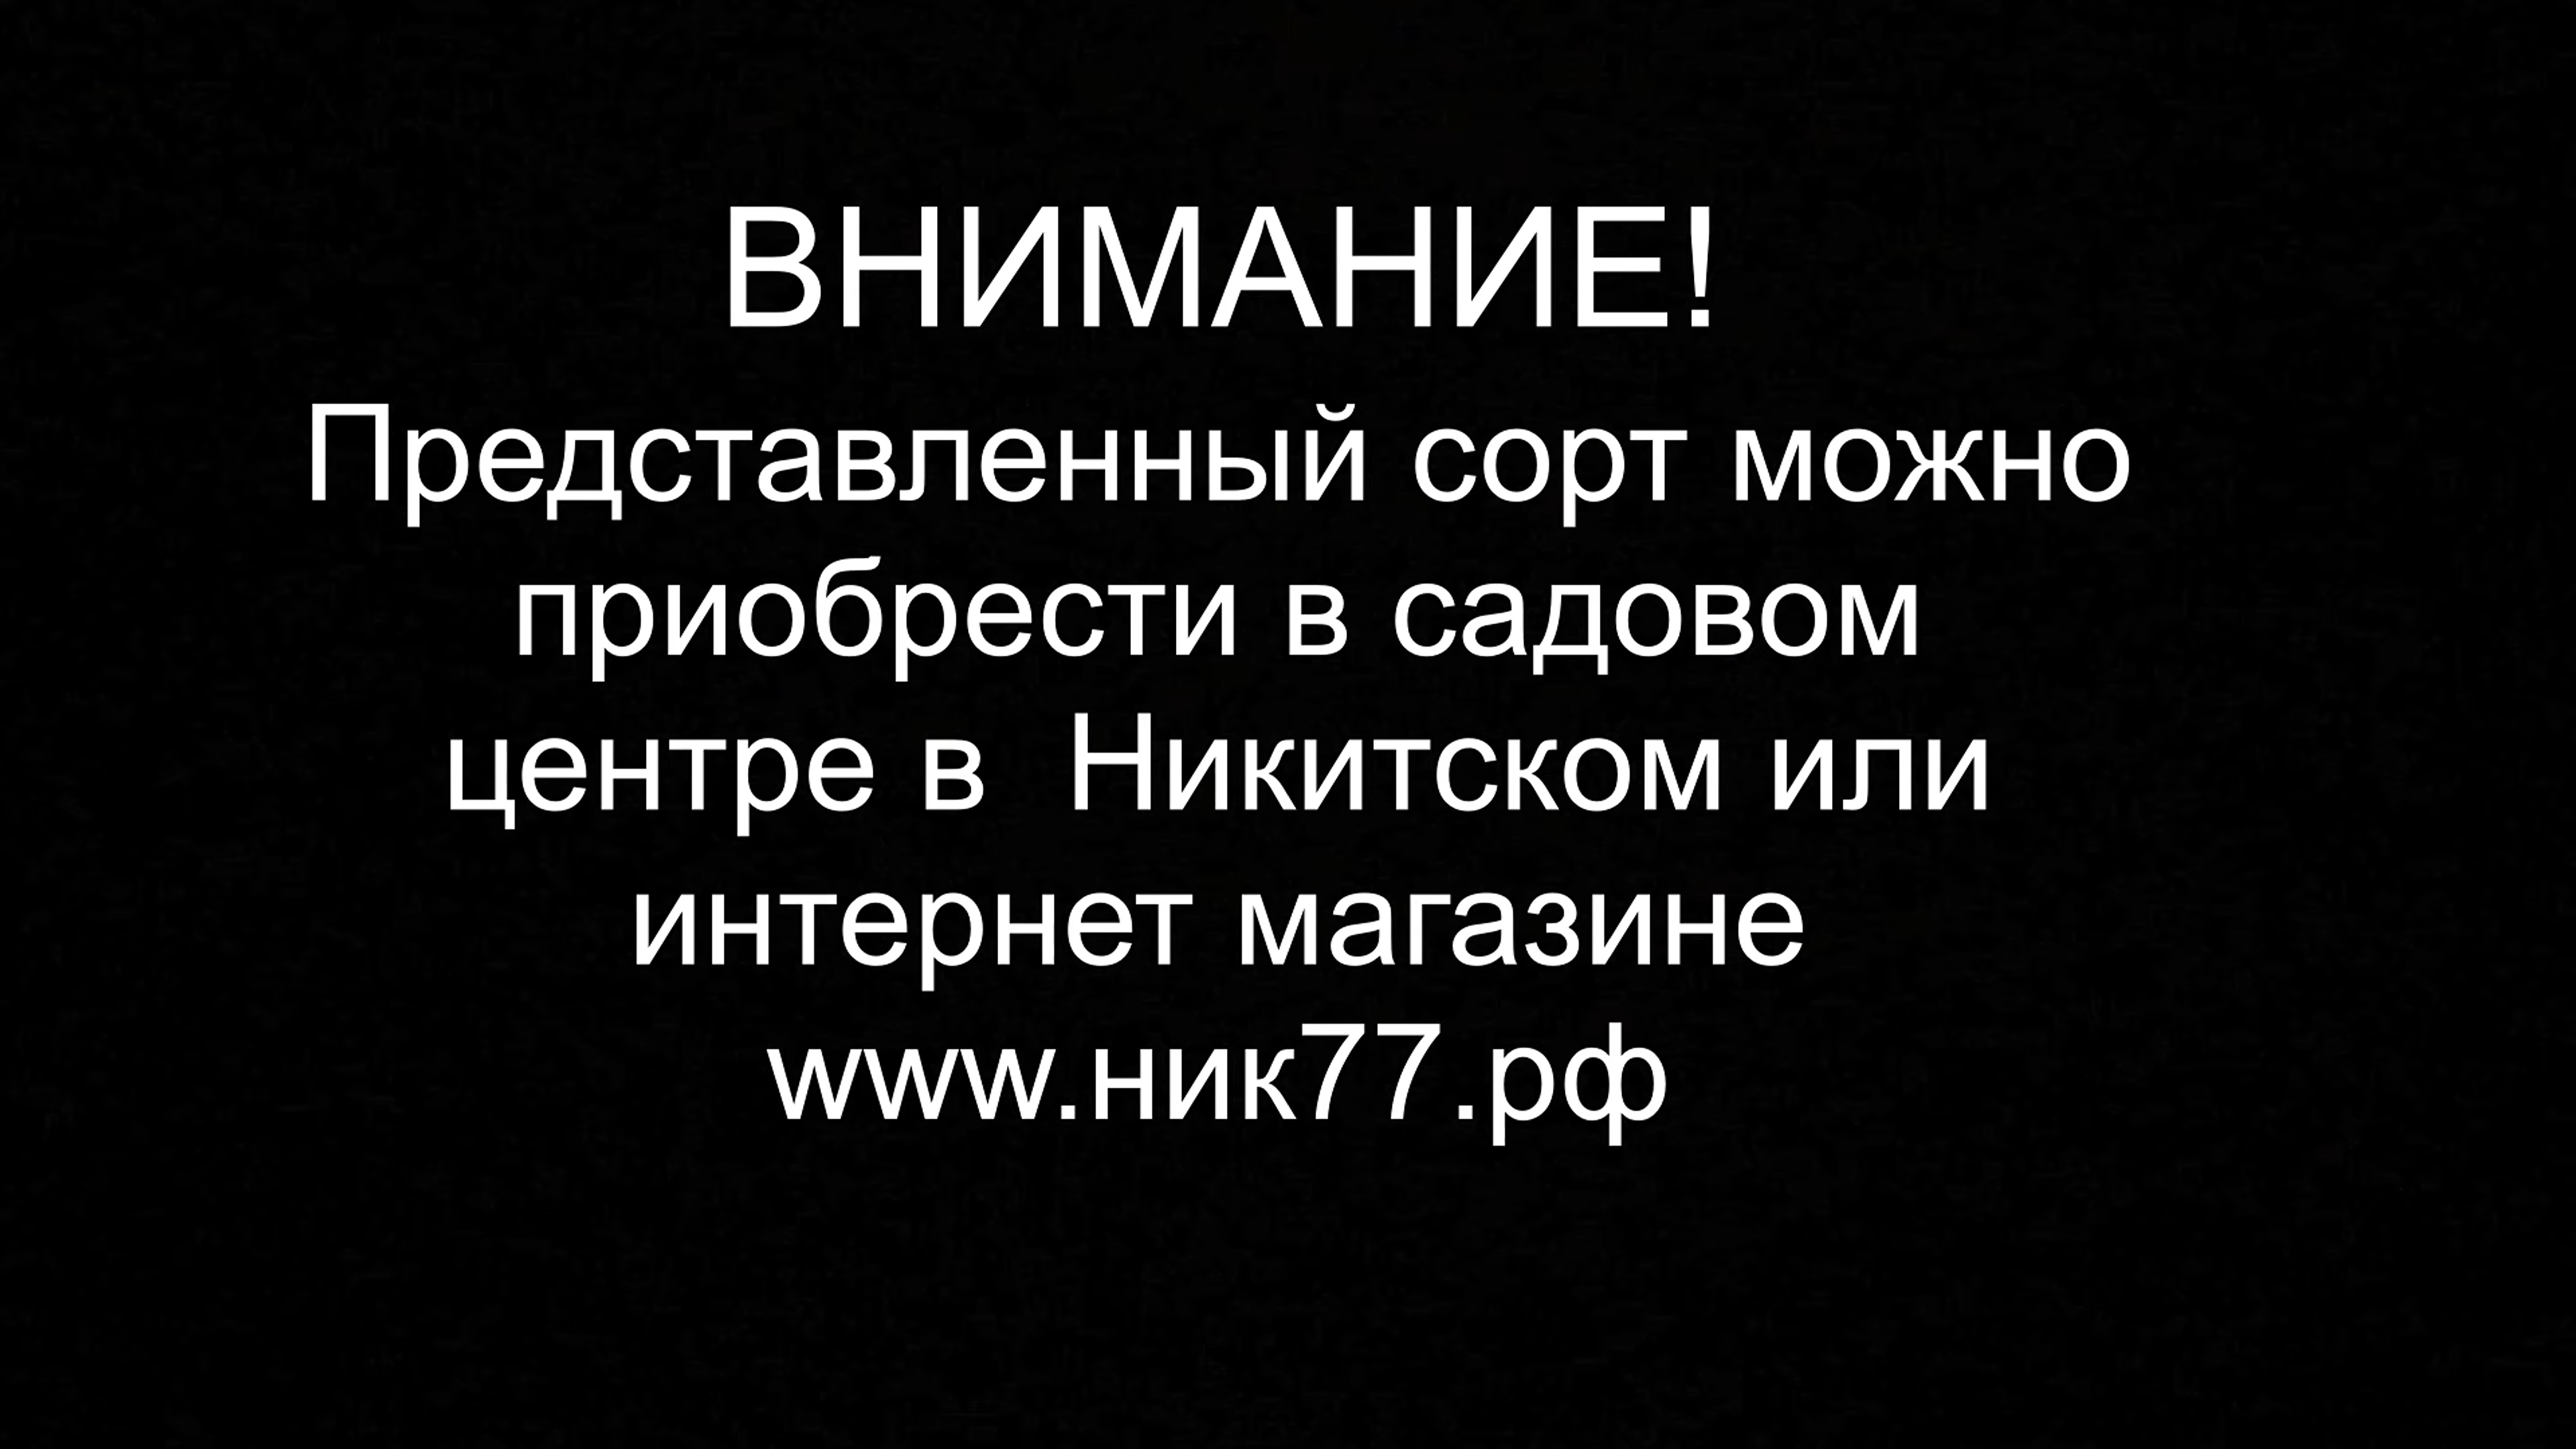 ВНИМАНИЕ!
Представленный сорт можно
приобрести в садовом
центре в  Никитском или
интернет магазине
www.ник77.рф